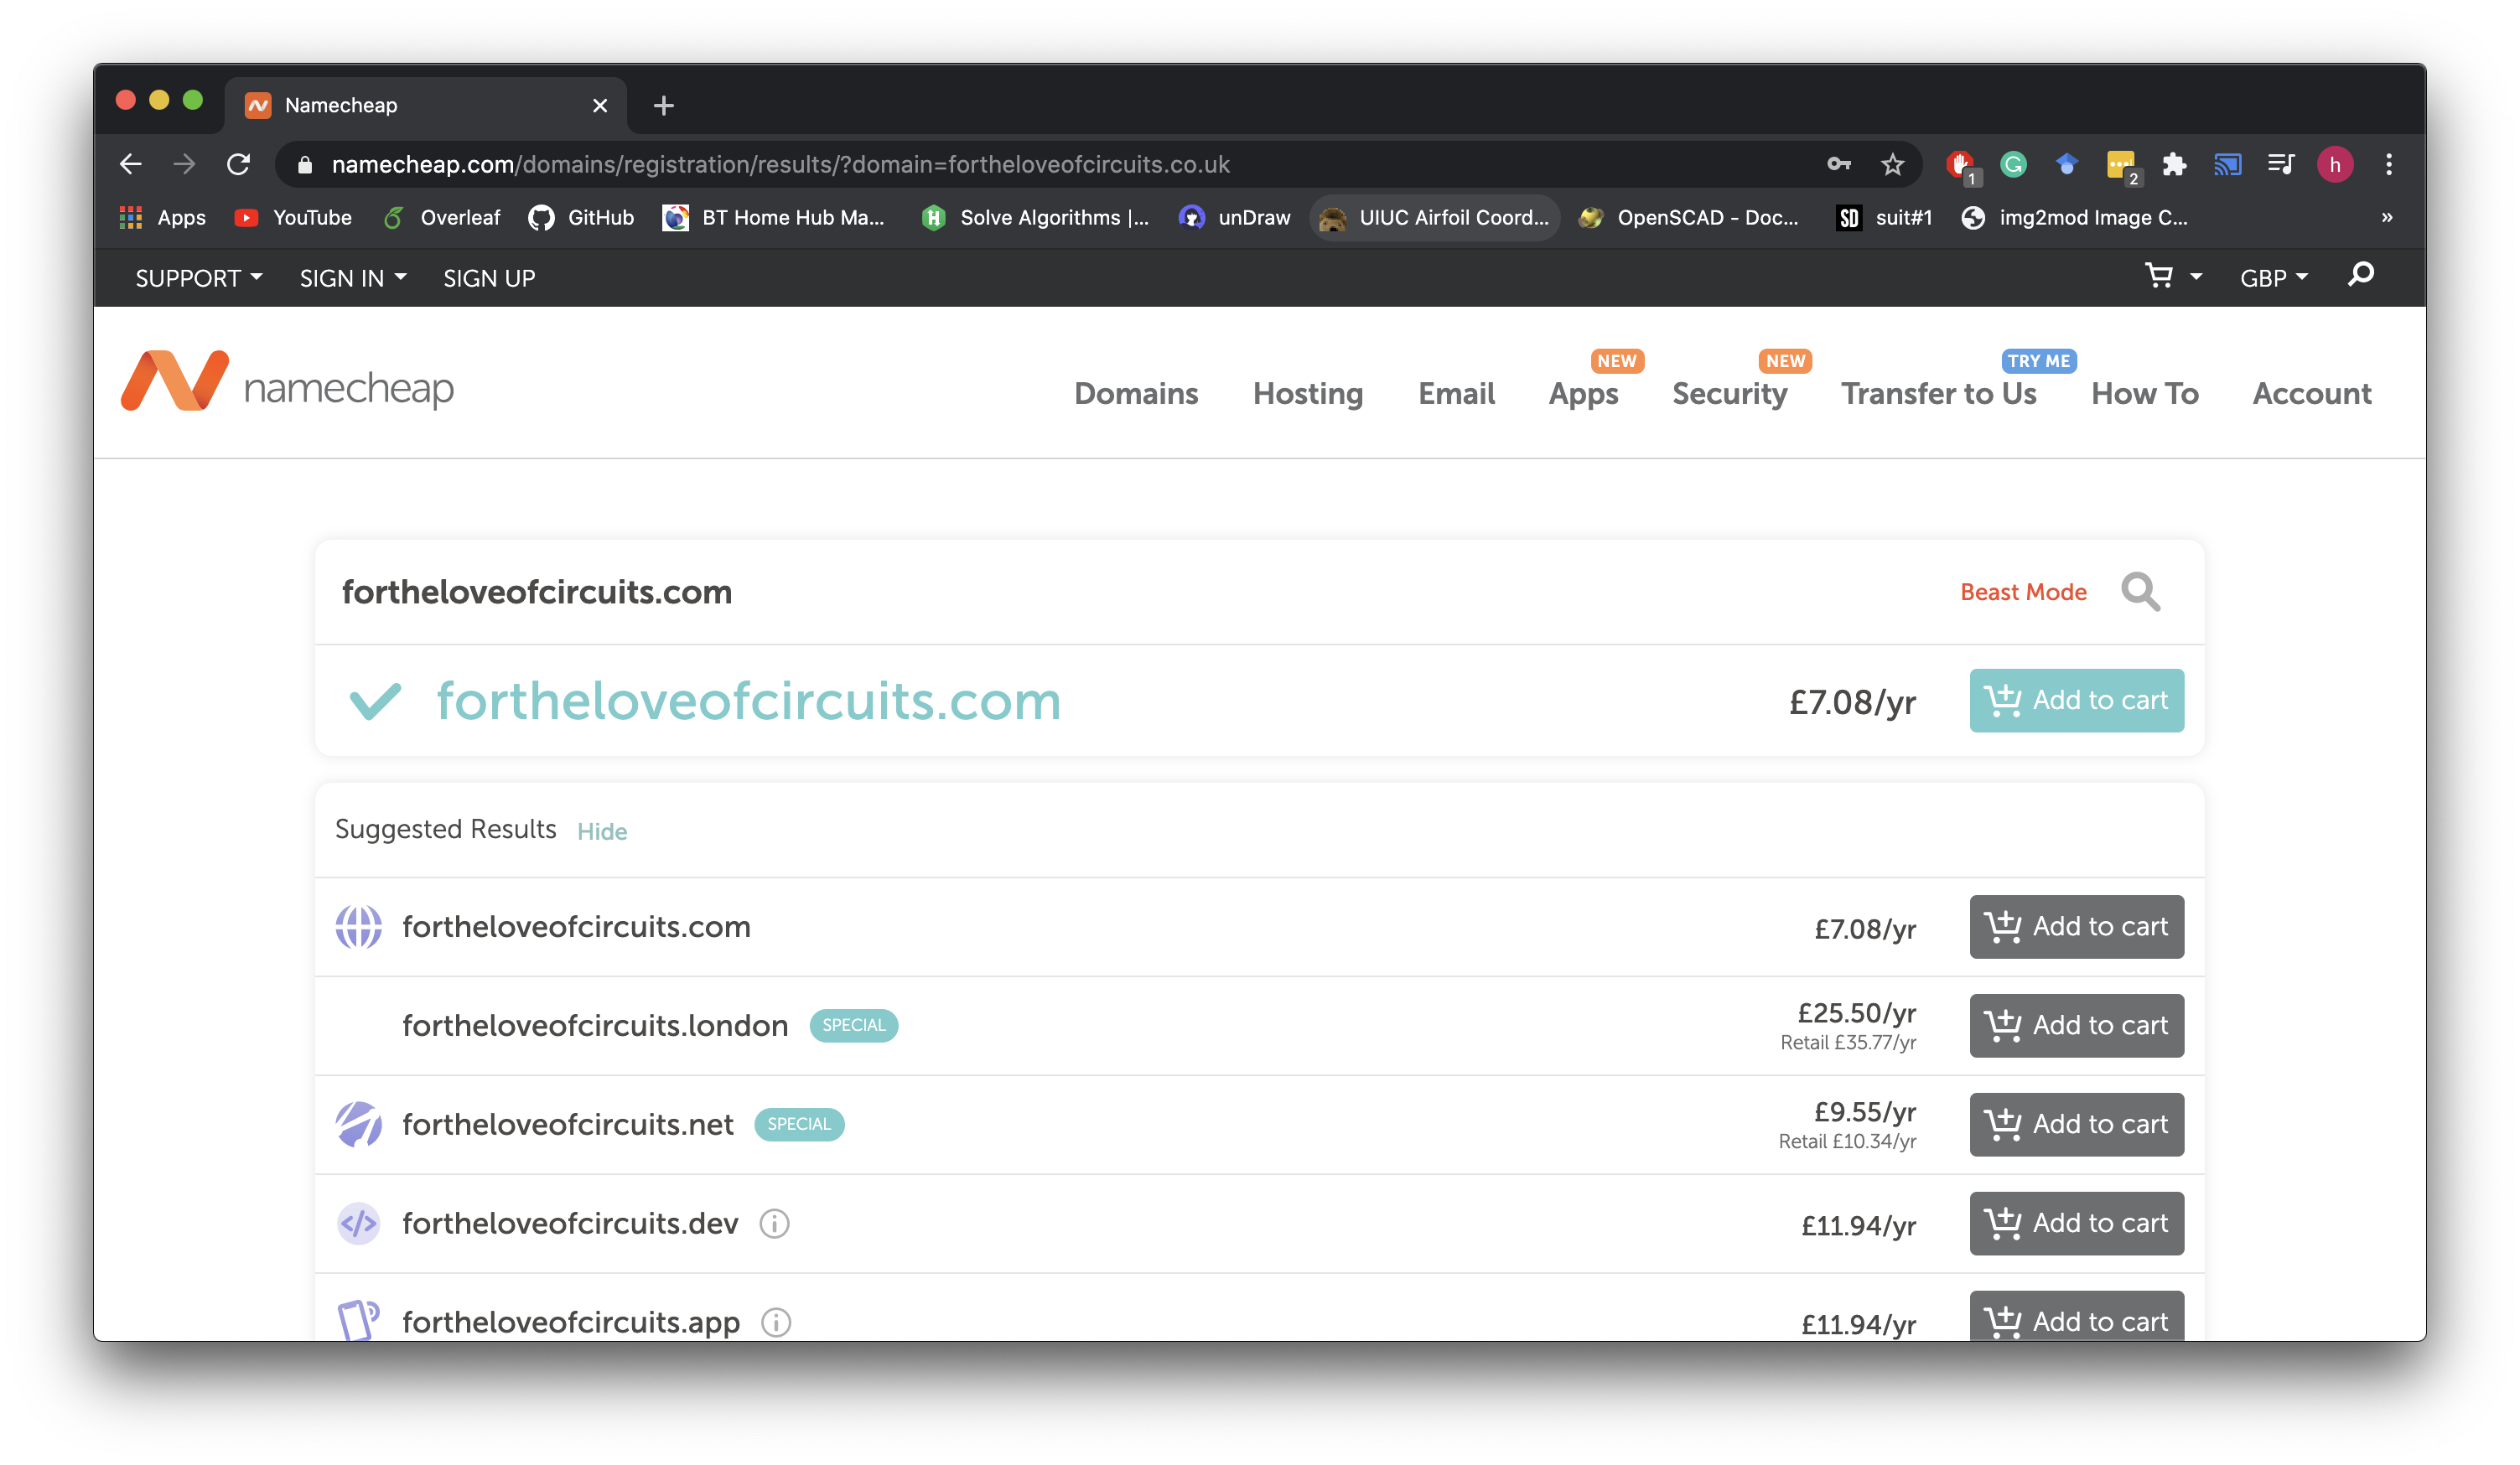 Namecheap
namecheap.com/domains/registration/results/?domain=fortheloveofcircuits.co.uk
1 G 2 h
Apps YouTube Overleaf GitHub BT Home Hub Ma... Solve Algorithms |... unDraw UIUC Airfoil Coord... OpenSCAD - Doc... SD suit#1 img2mod Image C... »
SUPPORT SIGN IN SIGN UP GBP
NEW NEW TRY ME
namecheap Domains Hosting Email Apps Security Transfer to Us How To Account
fortheloveofcircuits.com Beast Mode
fortheloveofcircuits.com £7.08/yr Add to cart
Suggested Results Hide
fortheloveofcircuits.com £7.08/yr Add to cart
fortheloveofcircuits.london SPECIAL £25.50/yr Add to cart
Retail £35.77/yr
fortheloveofcircuits.net SPECIAL £9.55/yr Add to cart
Retail £10.34/yr
fortheloveofcircuits.dev £11.94/yr Add to cart
fortheloveofcircuits.app £11.94/yr Add to cart